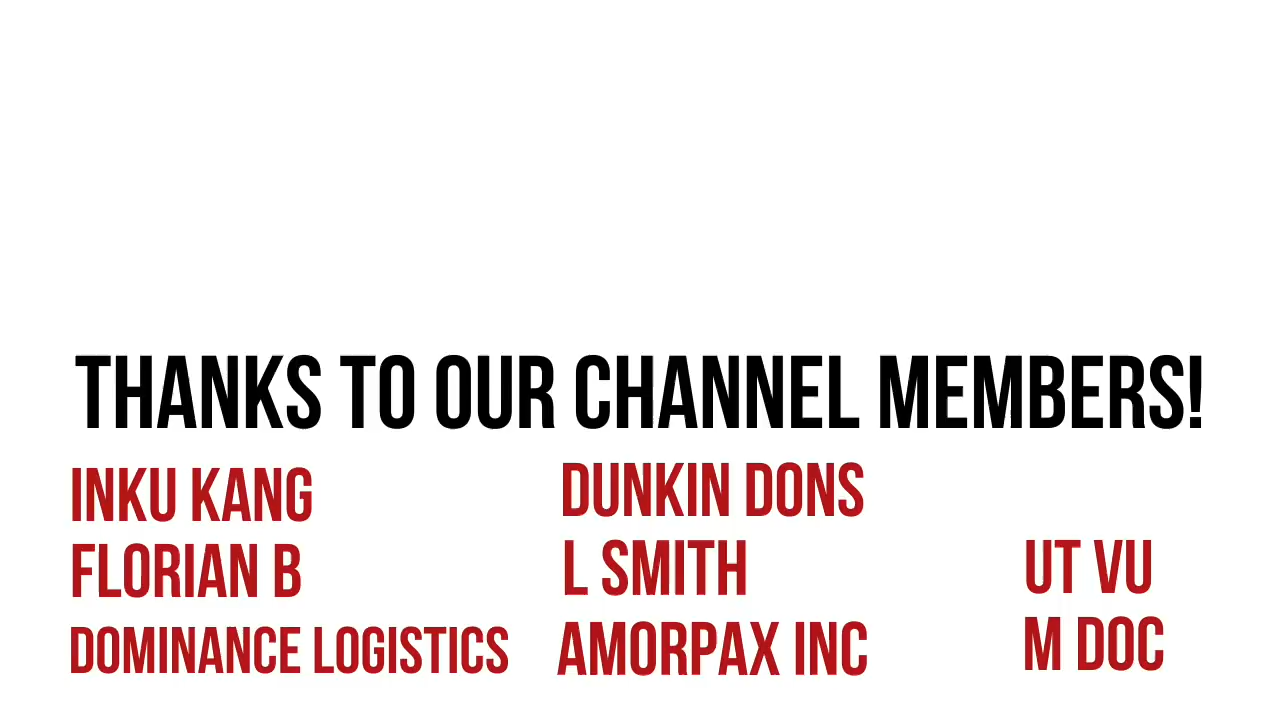 THANKS TO OUR CHANNEL MEMBERS!
INKU KANG
FLORIAN B
DOMINANCE LOGISTICS
DUNKIN DONS
L SMITH
AMORPAX INC
UT VU
M DOC